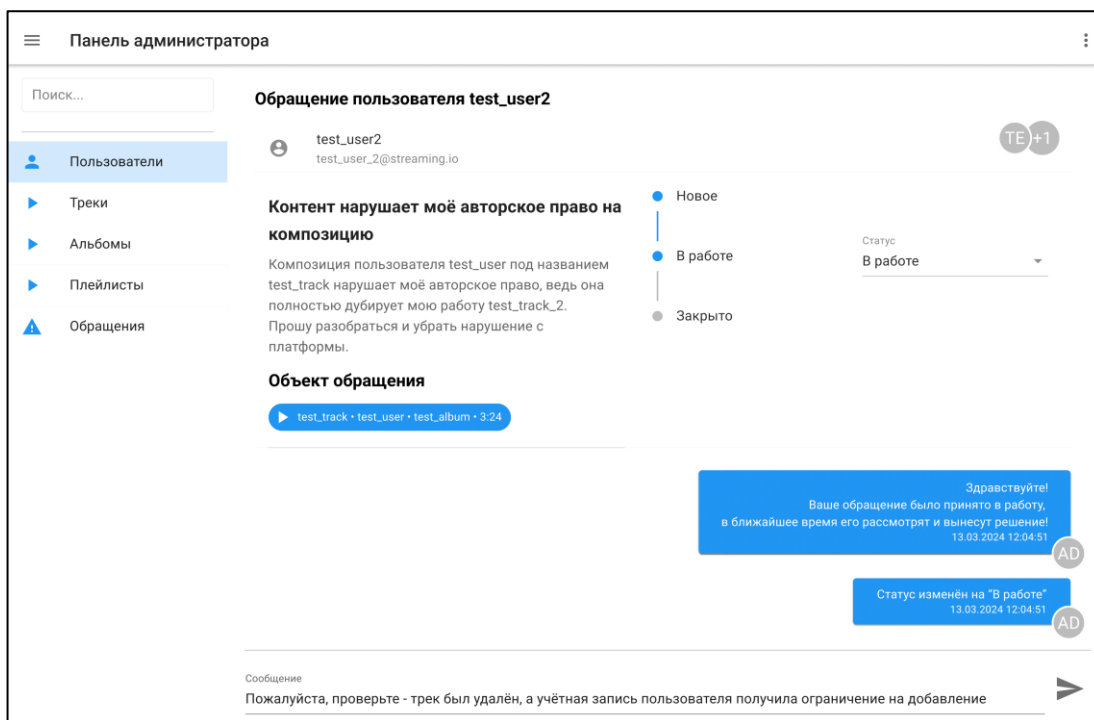 Панель администратора
Поиск...
Пользователи
Треки
Альбомы
Плейлисты
Обращения
Обращение пользователя test_user2
test_user2
test_user_2@streaming.io
TE
+1
Контент нарушает моё авторское право на
композицию
Композиция пользователя test_user под названием
test_track нарушает моё авторское право, ведь она
полностью дубирует мою работу test_track_2.
Прошу разобраться и убрать нарушение с
платформы.
Новое
В работе
Закрыто
Статус
В работе
Объект обращения
test_track • test_user • test_album • 3:24
Здравствуйте!
Ваше обращение было принято в работу,
в ближайшее время его рассмотрят и вынесут решение!
13.03.2024 12:04:51
AD
Статус изменён на "В работе"
13.03.2024 12:04:51
AD
Сообщение
Пожалуйста, проверьте - трек был удалён, а учётная запись пользователя получила ограничение на добавление